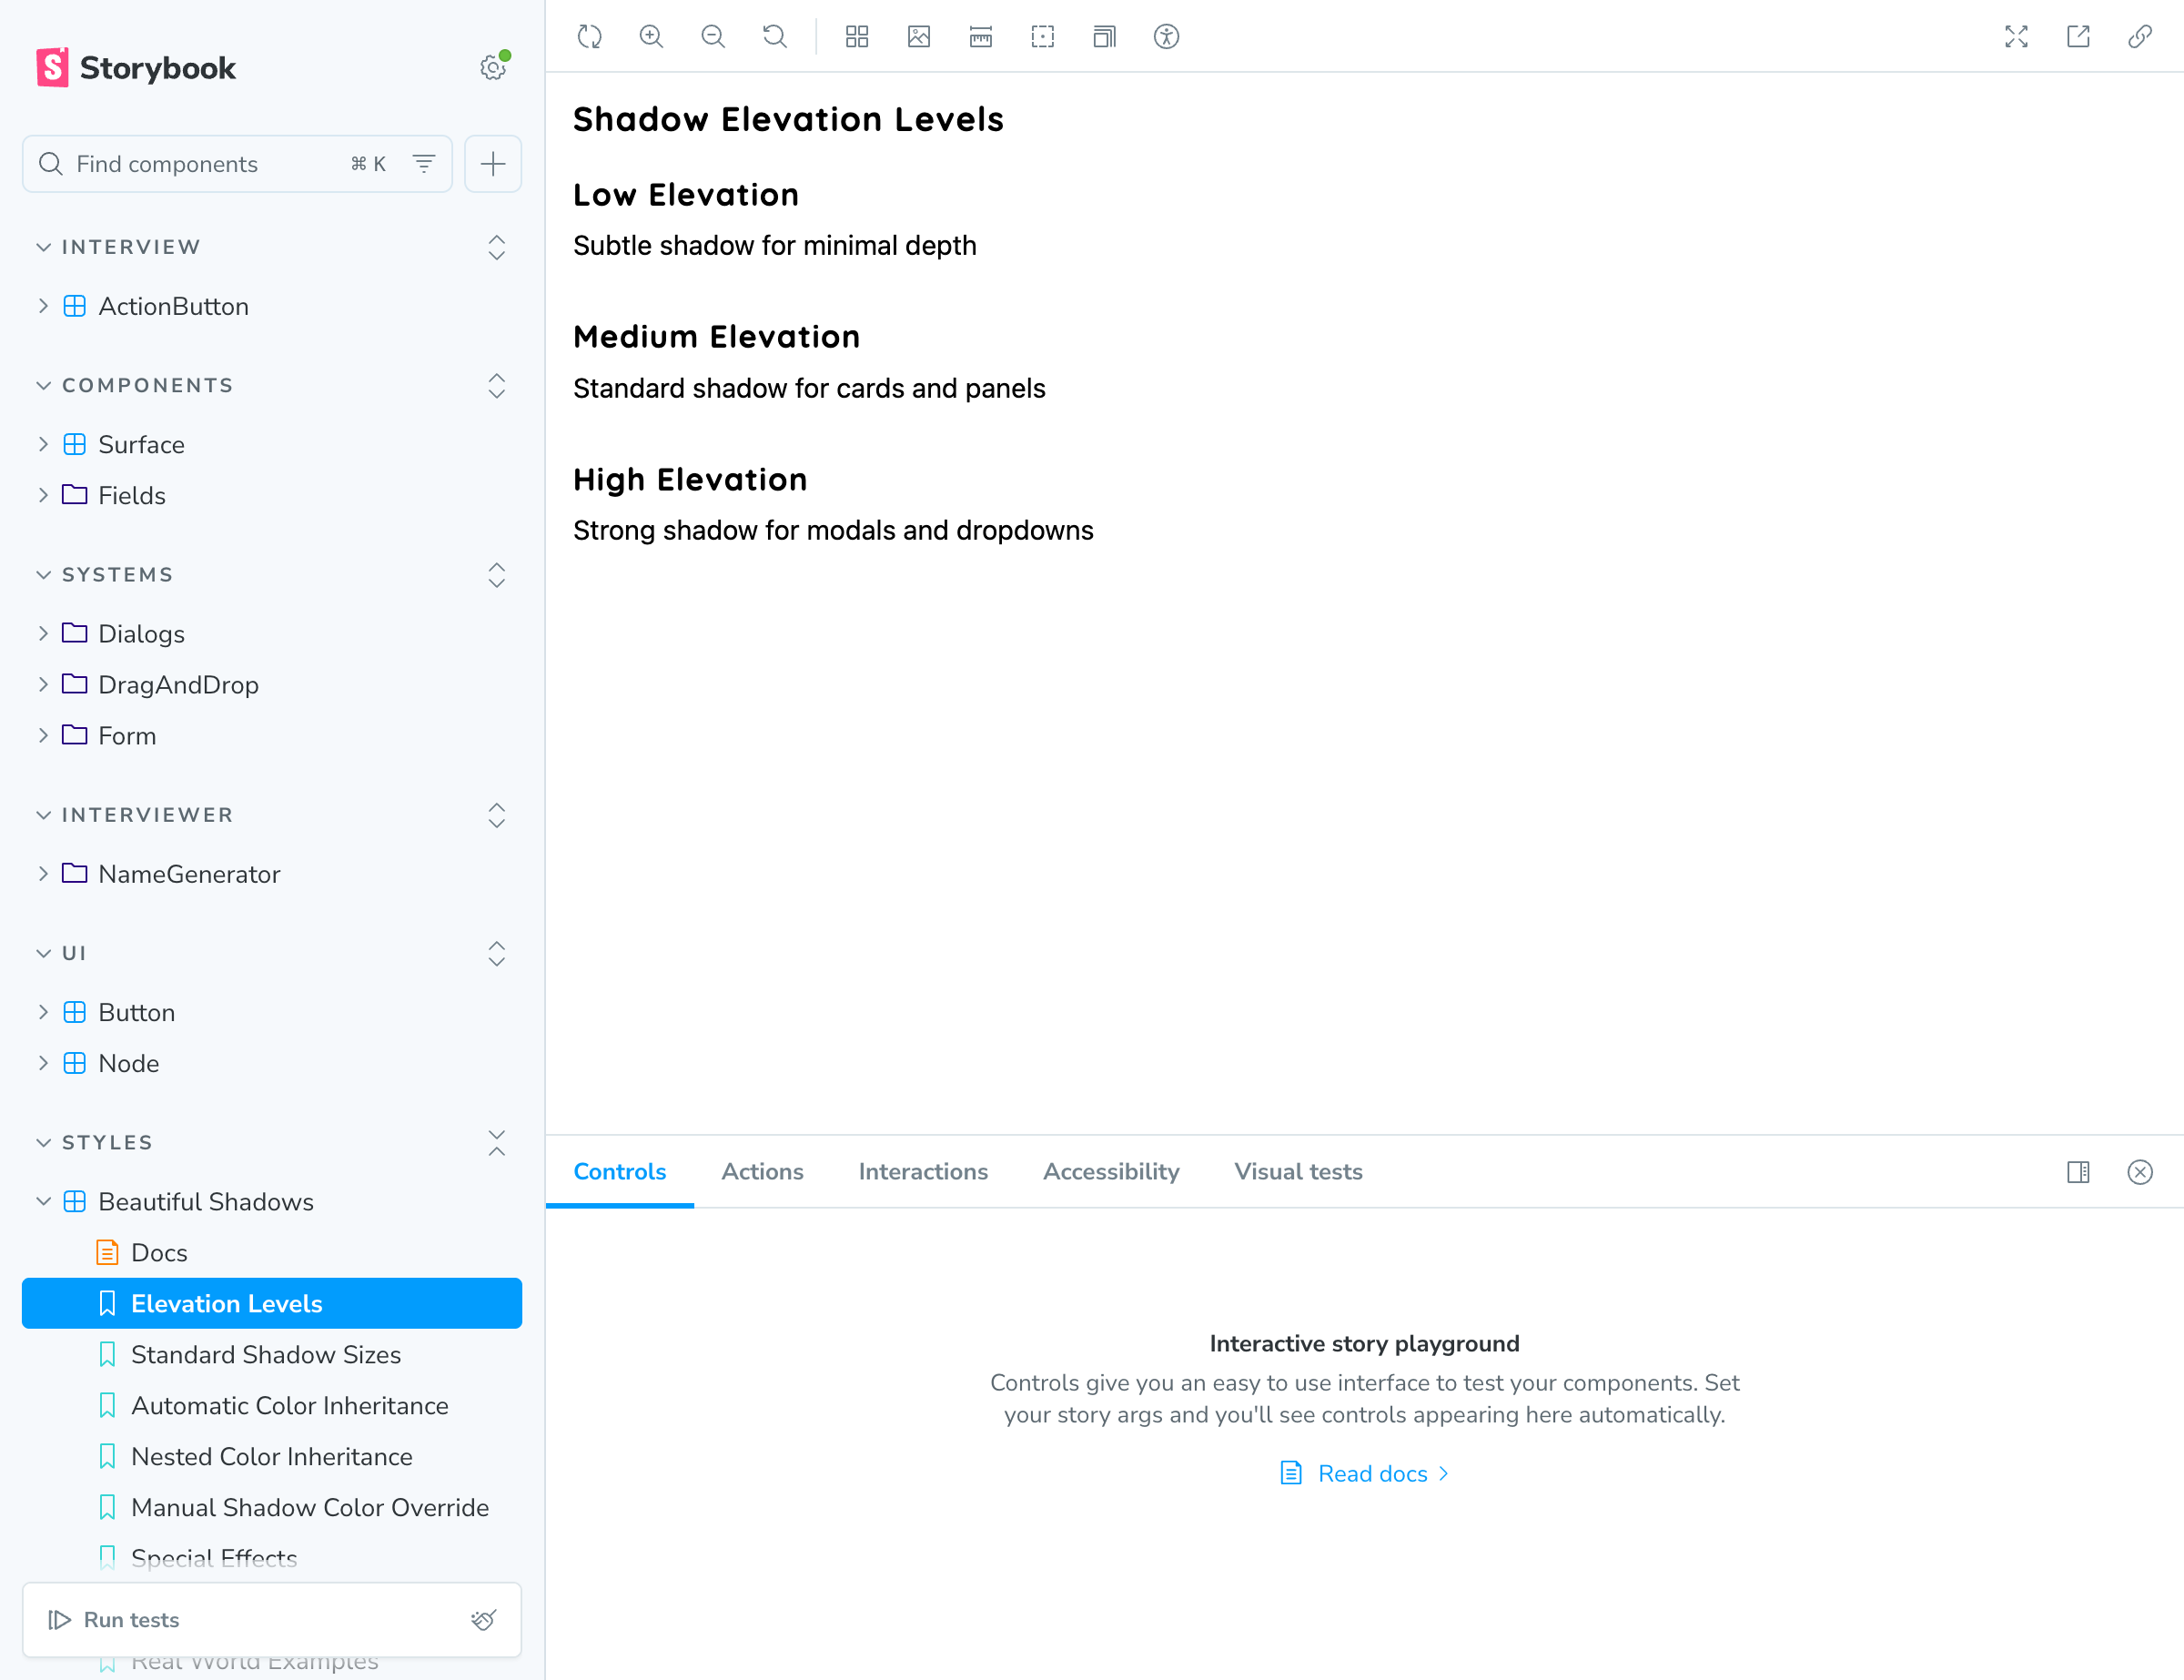 Storybook
Find components
⌘ K
INTERVIEW
ActionButton
COMPONENTS
Surface
Fields
SYSTEMS
Dialogs
DragAndDrop
Form
INTERVIEWER
NameGenerator
UI
Button
Node
STYLES
Beautiful Shadows
Docs
Elevation Levels
Standard Shadow Sizes
Automatic Color Inheritance
Nested Color Inheritance
Manual Shadow Color Override
Special Effects
Run tests
Real World Examples
Shadow Elevation Levels
Low Elevation
Subtle shadow for minimal depth
Medium Elevation
Standard shadow for cards and panels
High Elevation
Strong shadow for modals and dropdowns
Controls
Actions
Interactions
Accessibility
Visual tests
Interactive story playground
Controls give you an easy to use interface to test your components. Set
your story args and you'll see controls appearing here automatically.
Read docs